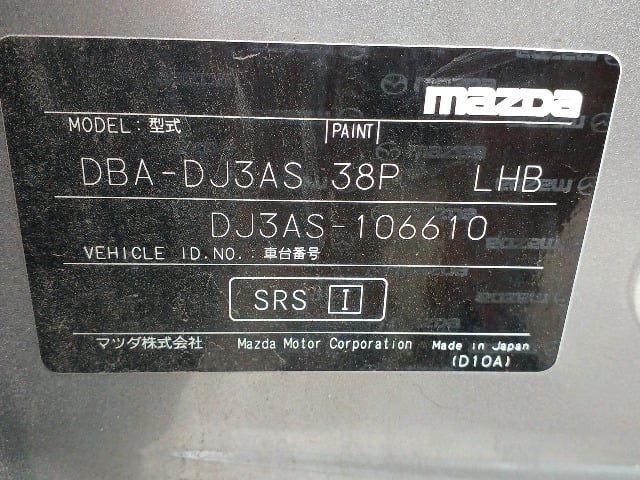 mazda
MODEL: 型式 PAINT
DBA-DJ3AS 38P LHB
DJ3AS-106610
VEHICLE ID.NO.: 車台番号
SRS I
マツダ株式会社 Mazda Motor Corporation Made in Japan
(D10A)